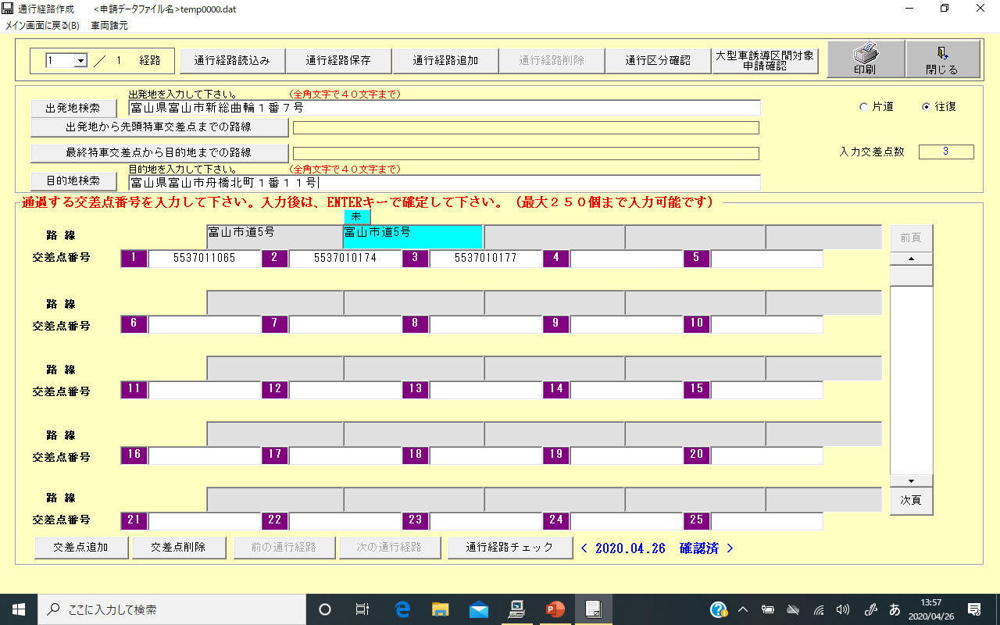 通行経路作成 <申請データファイル名>temp0000.dat
メイン画面に戻る(B) 車両諸元
1 ／ 1 経路 通行経路読込み 通行経路保存 通行経路追加 通行経路削除 通行区分確認 大型車誘導区間対象
申請確認 印刷 閉じる
出発地を入力して下さい。 （全角文字で４０文字まで）
出発地検索 富山県富山市新総曲輪１番７号 片道 往復
出発地から先頭特車交差点までの路線
最終特車交差点から目的地までの路線 入力交差点数 3
目的地を入力して下さい。 （全角文字で４０文字まで）
目的地検索 富山県富山市舟橋北町１番１１号
通過する交差点番号を入力して下さい。入力後は、ENTERキーで確定して下さい。（最大２５０個まで入力可能です）
未
路 線 富山市道5号 富山市道5号 前頁
交差点番号 1 5537011065 2 5537010174 3 5537010177 4 5
路 線
交差点番号 6 7 8 9 10
路 線
交差点番号 11 12 13 14 15
路 線
交差点番号 16 17 18 19 20
路 線 次頁
交差点番号 21 22 23 24 25
交差点追加 交差点削除 前の通行経路 次の通行経路 通行経路チェック < 2020.04.26 確認済 >
ここに入力して検索 あ 13:57
2020/04/26